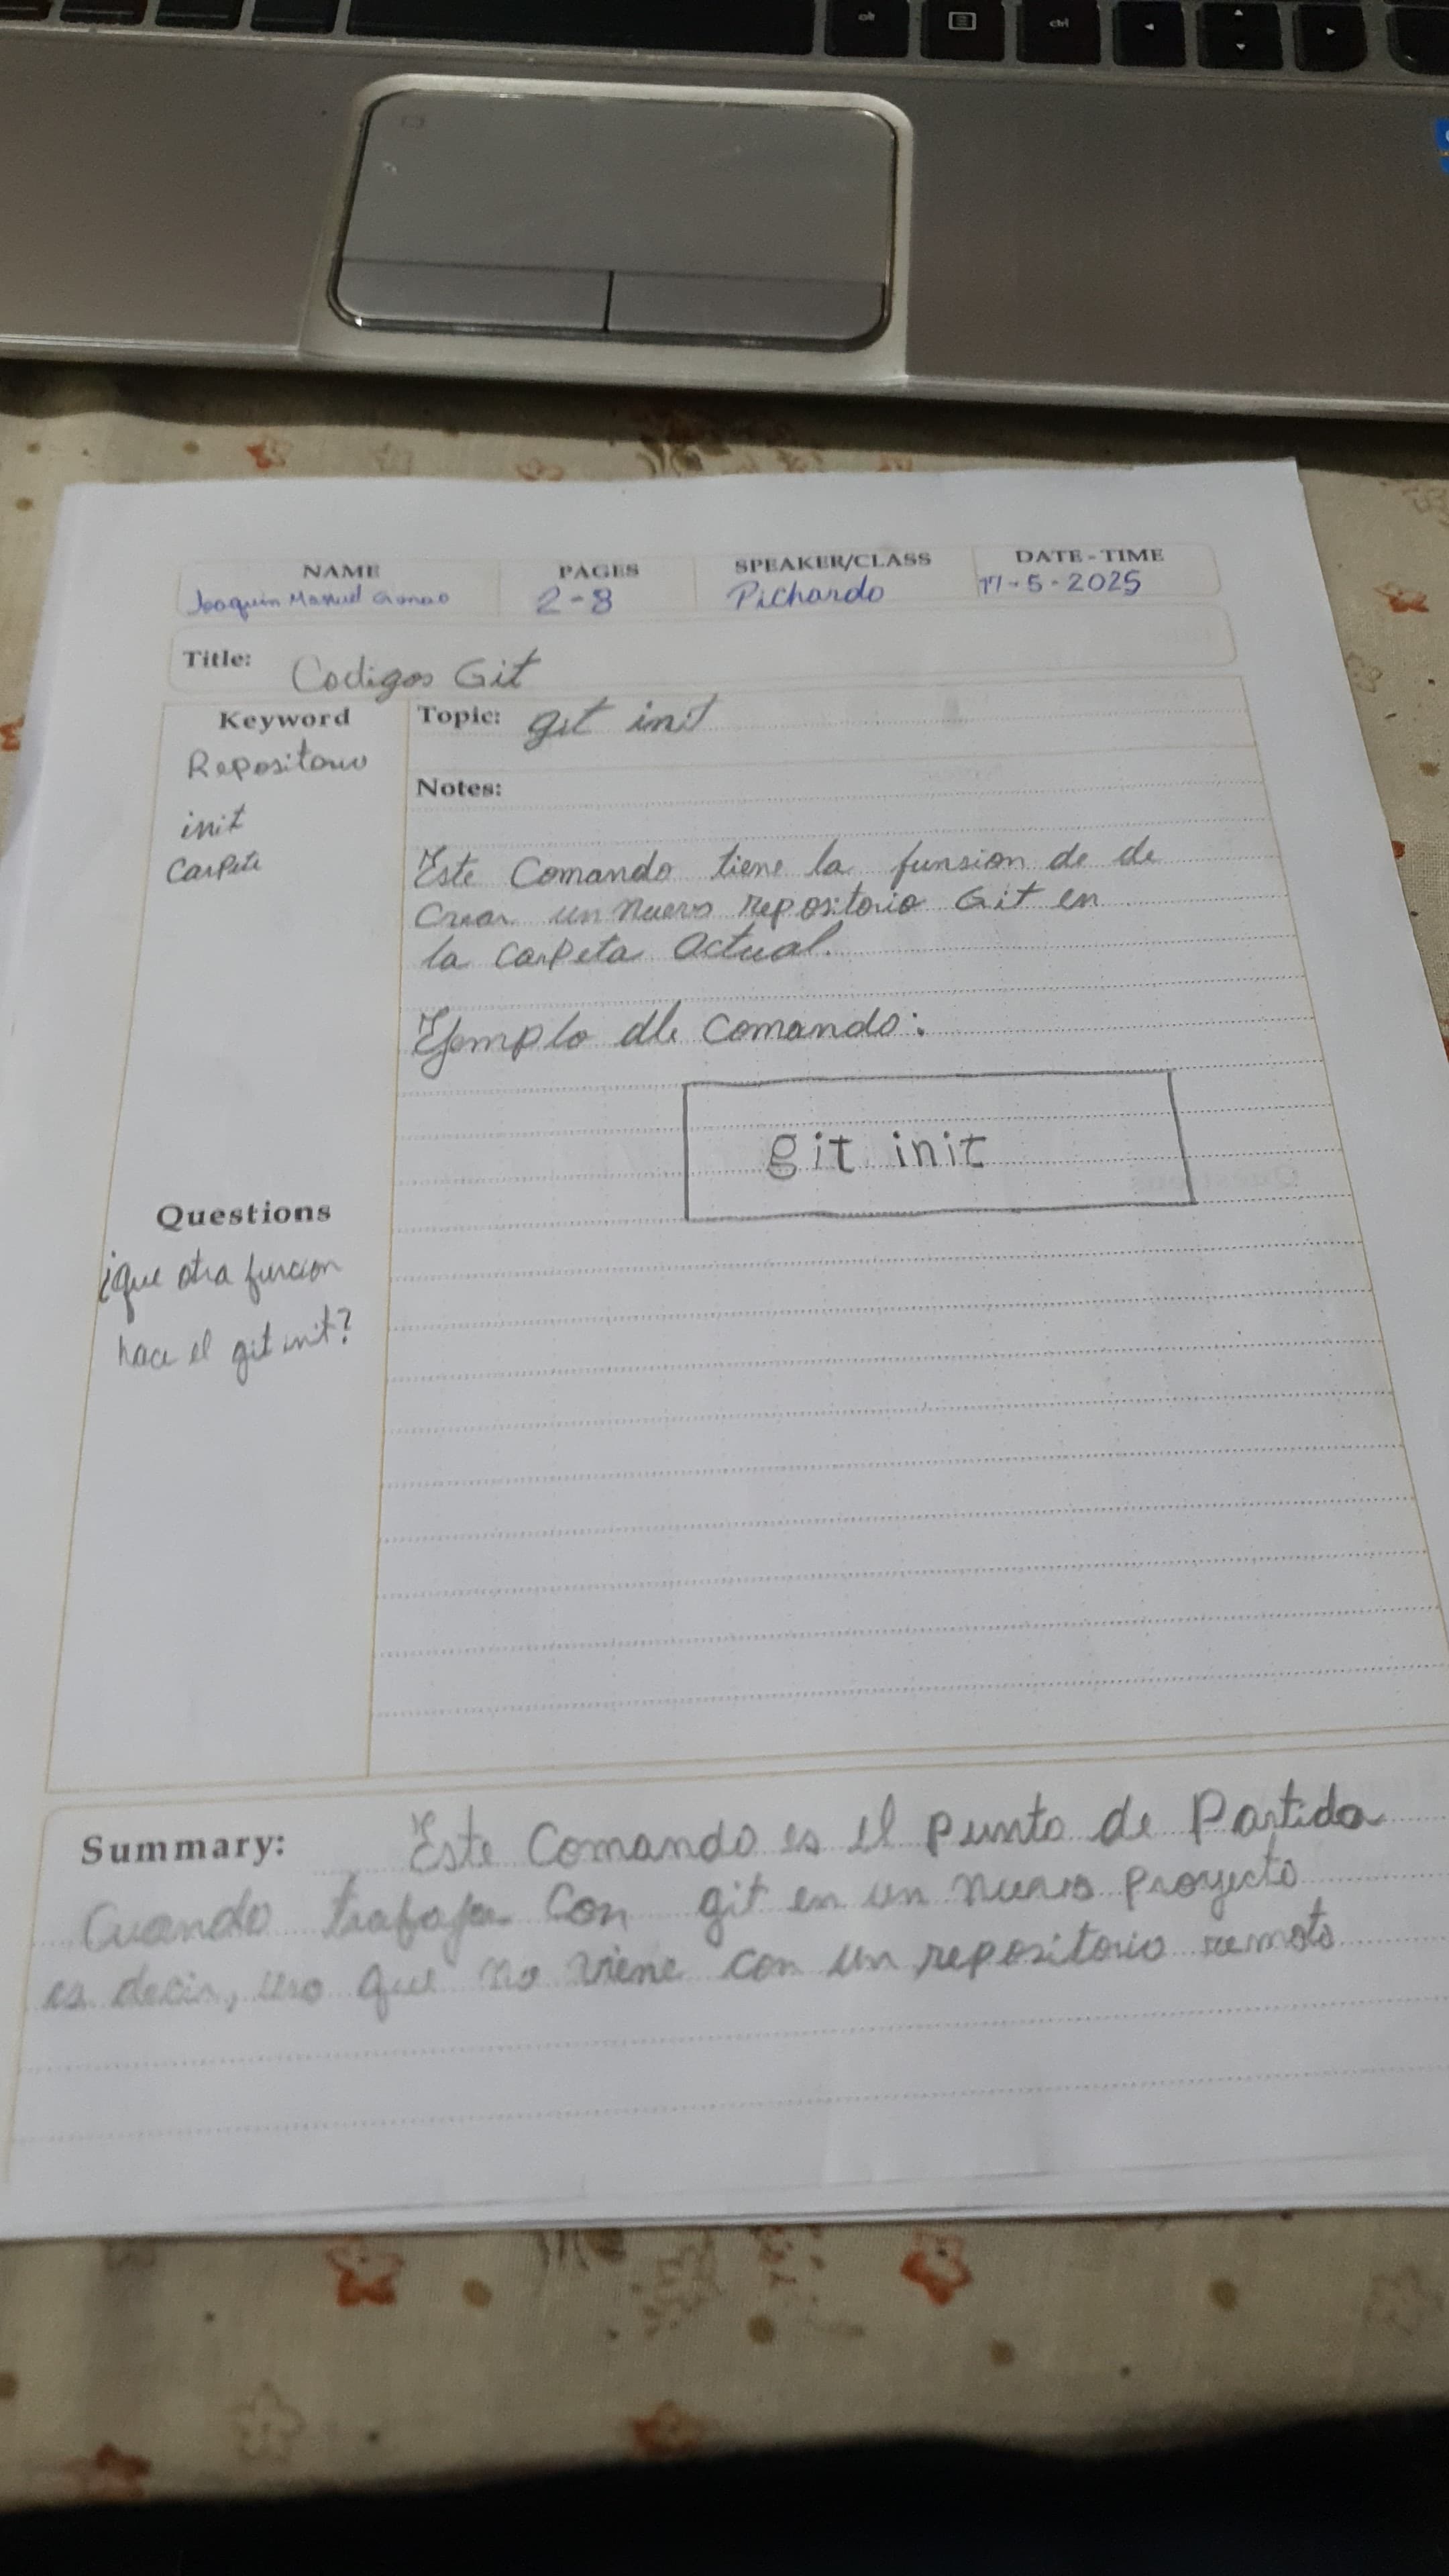 alt
ctrl
NAME PAGES SPEAKER/CLASS DATE-TIME
Joaquin Manuel 2-8 Pichardo 17-5-2025
Title: Codigos Git
Keyword
Repositorio
init
Carpeta
Topic: git init
Notes:
Este Comando tiene la funsion de de
Crear un nuevo repositorio Git en
la carpeta Actual.
Ejemplo dle Comando:
git init
Questions
¿que otra funcion
hace el git init?
Summary: Este Comando es el Punto de Partida
Cuando trabajar Con git en un nuevo Proyecto
es decir, uno que no viene con un repositorio remoto